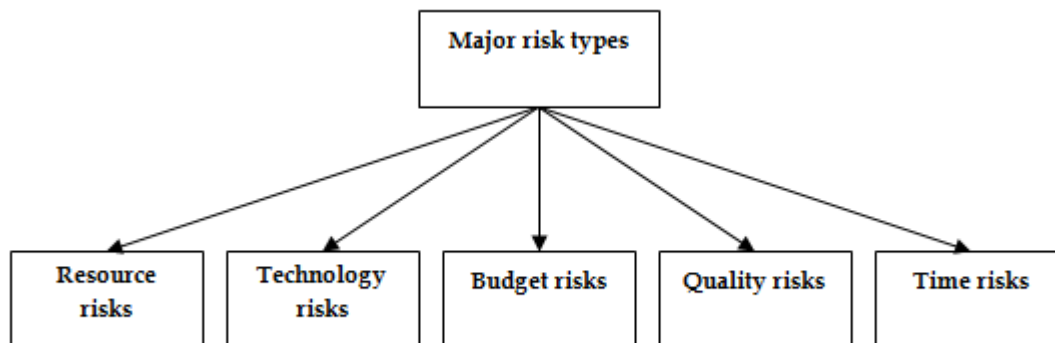 Major risk types
Resource
risks
Technology
risks
Budget risks
Quality risks
Time risks